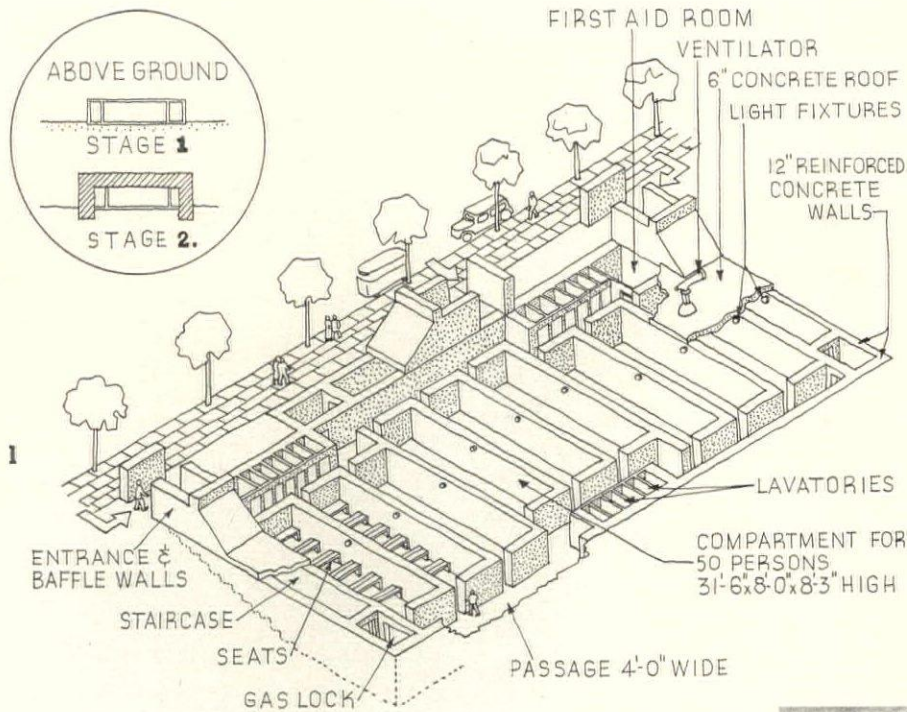 ABOVE GROUND
STAGE 1
STAGE 2.
FIRST AID ROOM
VENTILATOR
6" CONCRETE ROOF
LIGHT FIXTURES
12" REINFORCED
CONCRETE
WALLS
1
LAVATORIES
COMPARTMENT FOR
50 PERSONS
31'-6"x8'-0"x8'-3" HIGH
ENTRANCE &
BAFFLE WALLS
STAIRCASE
SEATS
GAS LOCK
PASSAGE 4'-0" WIDE